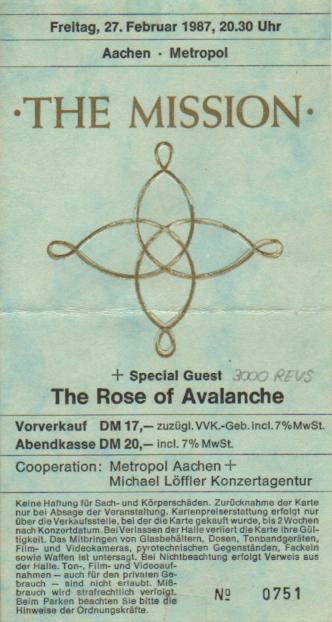 Freitag, 27. Februar 1987, 20.30 Uhr
Aachen · Metropol
·THE MISSION·
+ Special Guest 3000 REVS
The Rose of Avalanche
Vorverkauf DM 17,— zuzügl. VVK.-Geb. incl. 7% MwSt.
Abendkasse DM 20,— incl. 7% MwSt.
Cooperation: Metropol Aachen +
Michael Löffler Konzertagentur
Keine Haftung für Sach- und Körperschäden. Zurücknahme der Karte
nur bei Absage der Veranstaltung. Kartenpreiserstattung erfolgt nur
über die Verkaufsstelle, bei der die Karte gekauft wurde, bis 2 Wochen
nach Konzertdatum. Bei Verlassen der Halle verliert die Karte ihre Gül-
tigkeit. Das Mitbringen von Glasbehältern, Dosen, Tonbandgeräten,
Film- und Videokameras, pyrotechnischen Gegenständen, Fackeln
sowie Waffen ist untersagt. Bei Nichtbeachtung erfolgt Verweis aus
der Halle. Ton-, Film- und Videoauf-
nahmen — auch für den privaten Ge-
brauch — sind nicht erlaubt. Miß-
brauch wird strafrechtlich verfolgt.
Beim Parken beachten Sie bitte die
Hinweise der Ordnungskräfte.
Nº 0751